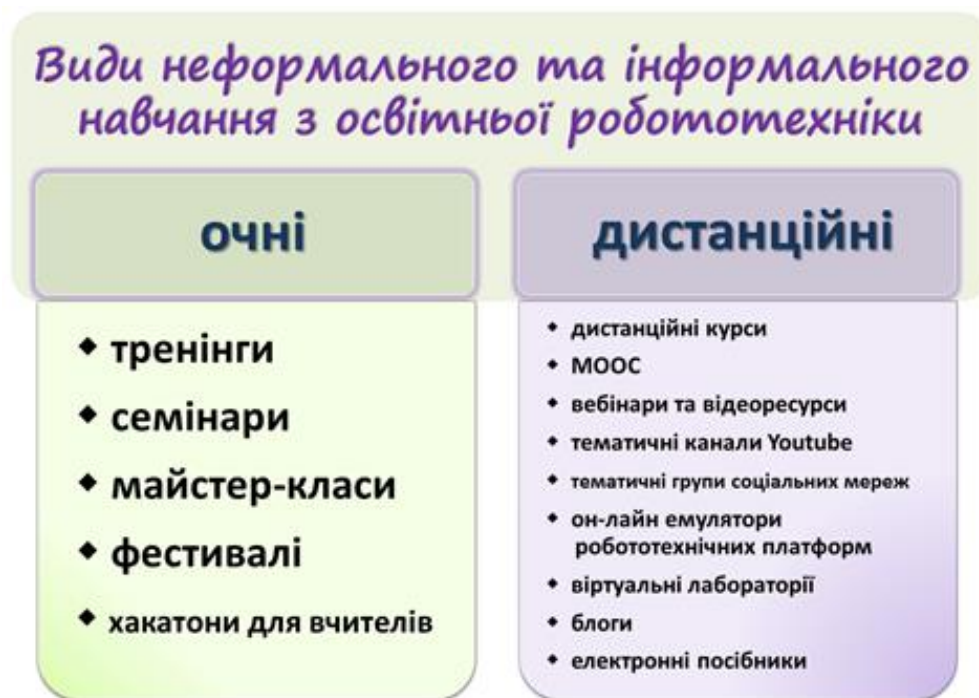 Види неформального та інформального
навчання з освітньої робототехніки
очні
◆ тренінги
◆ семінари
◆ майстер-класи
◆ фестивалі
◆ хакатони для вчителів
дистанційні
◆ дистанційні курси
◆ МООС
◆ вебінари та відеоресурси
◆ тематичні канали Youtube
◆ тематичні групи соціальних мереж
◆ он-лайн емулятори
робототехнічних платформ
◆ віртуальні лабораторії
◆ блоги
◆ електронні посібники